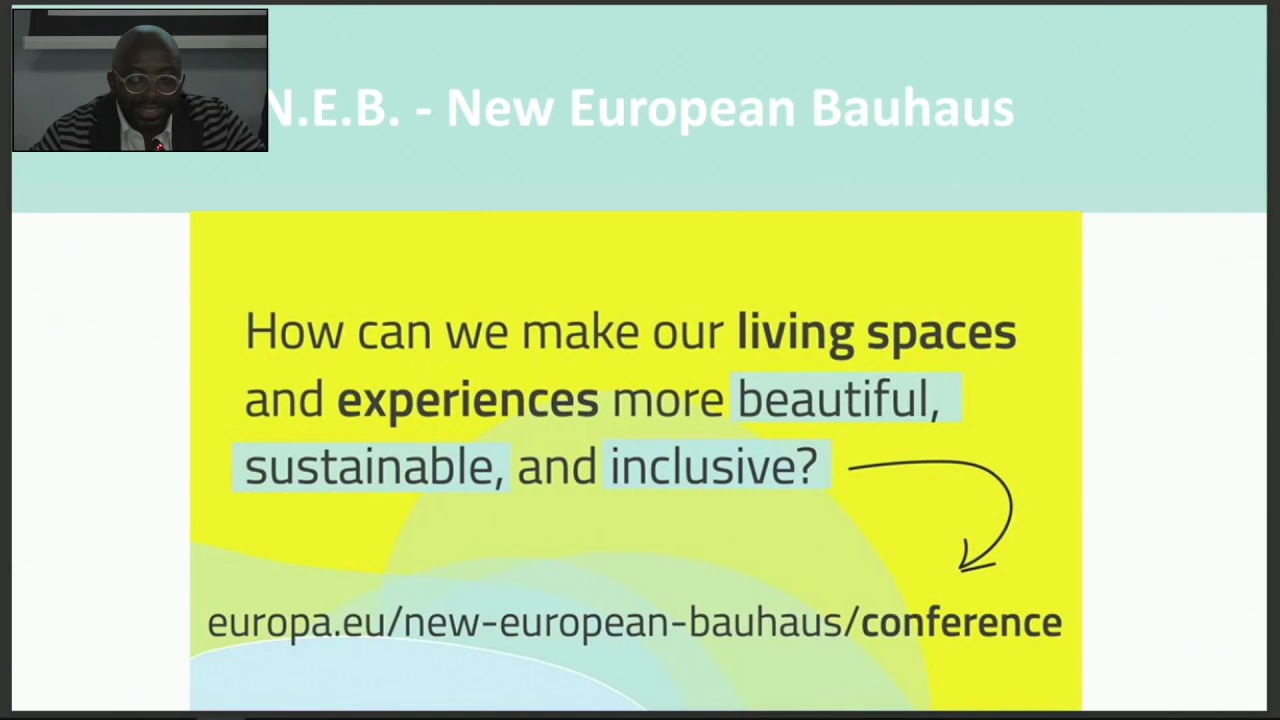 N.E.B. - New European Bauhaus
How can we make our living spaces
and experiences more beautiful,
sustainable, and inclusive?
europa.eu/new-european-bauhaus/conference